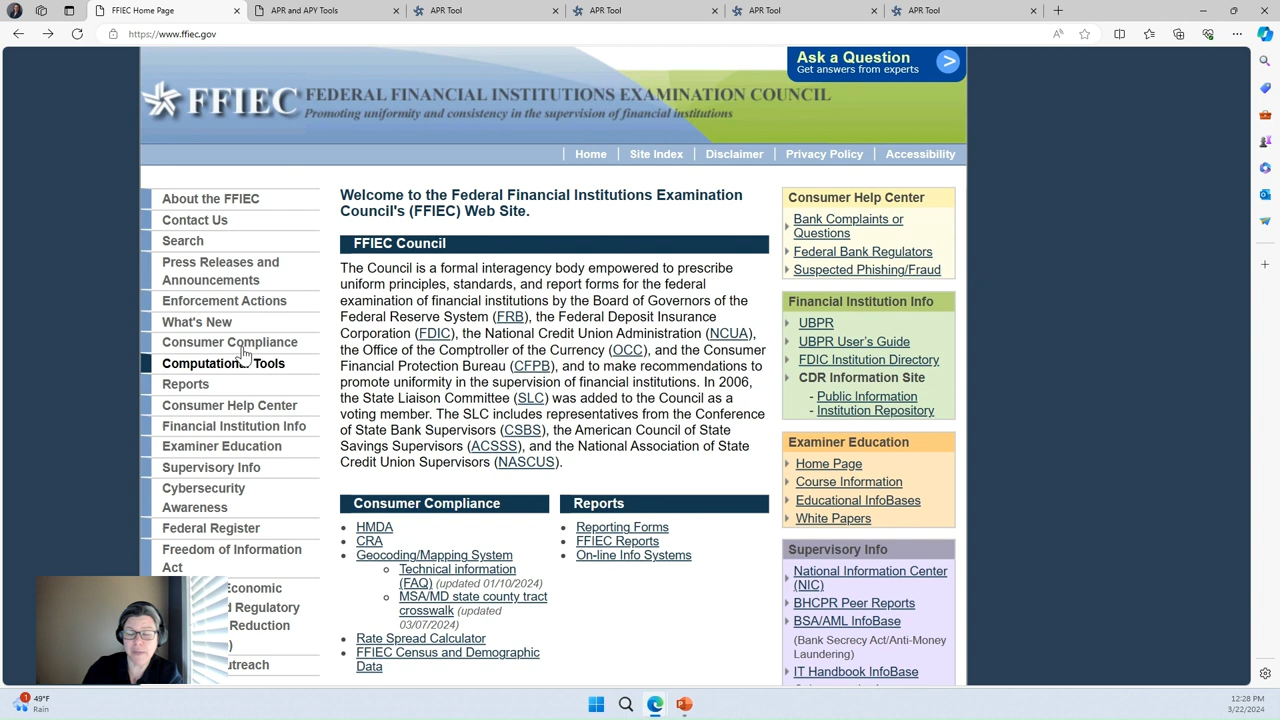 FFIEC Home Page
APR and APY Tools
APR Tool
APR Tool
APR Tool
APR Tool
https://www.ffiec.gov
Ask a Question
Get answers from experts
FFIEC
FEDERAL FINANCIAL INSTITUTIONS EXAMINATION COUNCIL
Promoting uniformity and consistency in the supervision of financial institutions
Home
Site Index
Disclaimer
Privacy Policy
Accessibility
About the FFIEC
Contact Us
Search
Press Releases and
Announcements
Enforcement Actions
What's New
Consumer Compliance
Computational Tools
Reports
Consumer Help Center
Financial Institution Info
Examiner Education
Supervisory Info
Cybersecurity
Awareness
Federal Register
Freedom of Information
Act
Economic
d Regulatory
Reduction
)
utreach
Welcome to the Federal Financial Institutions Examination
Council's (FFIEC) Web Site.
FFIEC Council
The Council is a formal interagency body empowered to prescribe
uniform principles, standards, and report forms for the federal
examination of financial institutions by the Board of Governors of the
Federal Reserve System (FRB), the Federal Deposit Insurance
Corporation (FDIC), the National Credit Union Administration (NCUA),
the Office of the Comptroller of the Currency (OCC), and the Consumer
Financial Protection Bureau (CFPB), and to make recommendations to
promote uniformity in the supervision of financial institutions. In 2006,
the State Liaison Committee (SLC) was added to the Council as a
voting member. The SLC includes representatives from the Conference
of State Bank Supervisors (CSBS), the American Council of State
Savings Supervisors (ACSSS), and the National Association of State
Credit Union Supervisors (NASCUS).
Consumer Compliance
HMDA
CRA
Geocoding/Mapping System
Technical information
(FAQ) (updated 01/10/2024)
MSA/MD state county tract
crosswalk (updated
03/07/2024)
Rate Spread Calculator
FFIEC Census and Demographic
Data
Reports
Reporting Forms
FFIEC Reports
On-line Info Systems
Consumer Help Center
Bank Complaints or
Questions
Federal Bank Regulators
Suspected Phishing/Fraud
Financial Institution Info
UBPR
UBPR User's Guide
FDIC Institution Directory
CDR Information Site
- Public Information
- Institution Repository
Examiner Education
Home Page
Course Information
Educational InfoBases
White Papers
Supervisory Info
National Information Center
(NIC)
BHCPR Peer Reports
BSA/AML InfoBase
(Bank Secrecy Act/Anti-Money
Laundering)
IT Handbook InfoBase
1
49°F
Rain
12:28 PM
3/22/2024